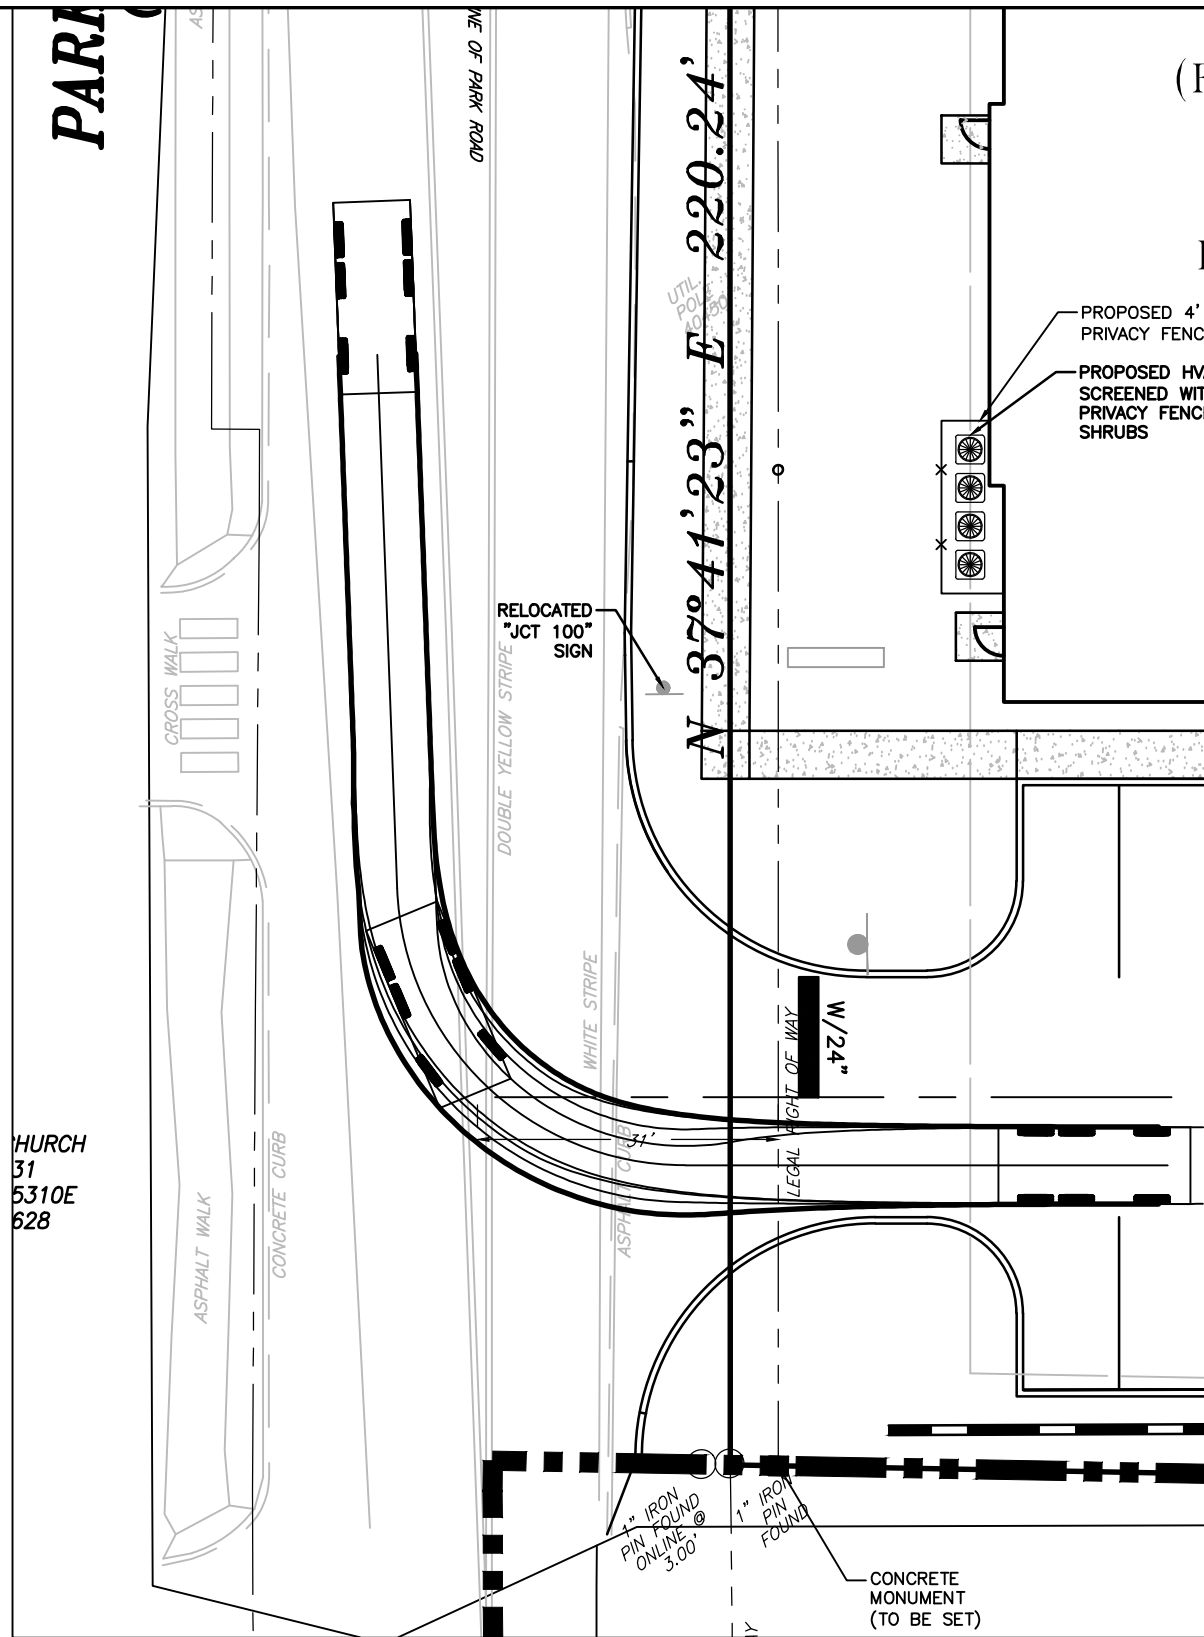 PARK
NE OF PARK ROAD
N 37°41'23" E 220.24'
UTIL.
POLE
PROPOSED 4'
PRIVACY FENC
PROPOSED HVA
SCREENED WIT
PRIVACY FENC
SHRUBS
RELOCATED
"JCT 100"
SIGN
CROSS WALK
DOUBLE YELLOW STRIPE
WHITE STRIPE
LEGAL RIGHT OF WAY
W/24"
31'
ASPHALT CURB
CONCRETE CURB
ASPHALT WALK
HURCH
31
5310E
628
1" IRON
PIN FOUND
ONLINE @
3.00'
1" IRON
PIN
FOUND
CONCRETE
MONUMENT
(TO BE SET)